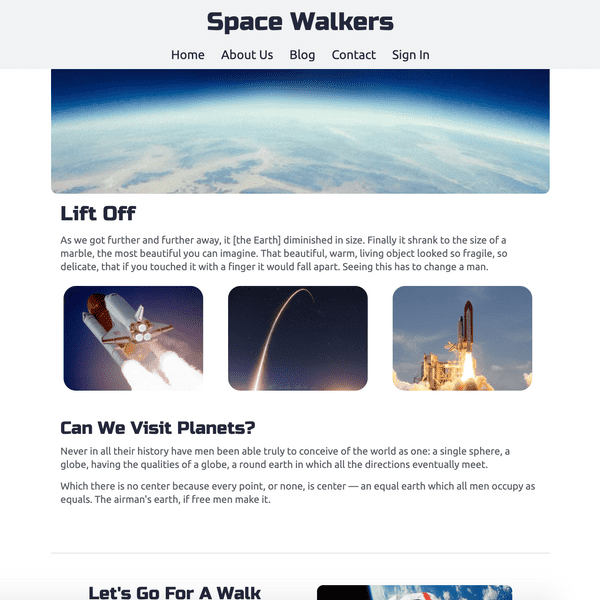 Space Walkers
Home About Us Blog Contact Sign In
Lift Off
As we got further and further away, it [the Earth] diminished in size. Finally it shrank to the size of a
marble, the most beautiful you can imagine. That beautiful, warm, living object looked so fragile, so
delicate, that if you touched it with a finger it would fall apart. Seeing this has to change a man.
Can We Visit Planets?
Never in all their history have men been able truly to conceive of the world as one: a single sphere, a
globe, having the qualities of a globe, a round earth in which all the directions eventually meet.
Which there is no center because every point, or none, is center — an equal earth which all men occupy as
equals. The airman's earth, if free men make it.
Let's Go For A Walk